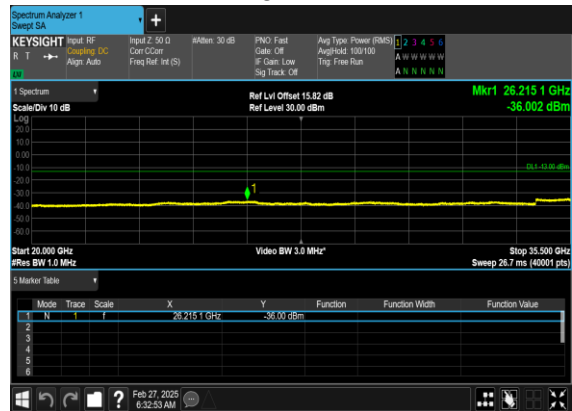 Spectrum Analyzer 1
Swept SA
+
KEYSIGHT Input: RF Input Z: 50 Ω #Atten: 30 dB PNO: Fast Avg Type: Power (RMS) 1 2 3 4 5 6
R T Coupling: DC Corr CCorr Gate: Off Avg|Hold: 100/100 A W W W W W
Align: Auto Freq Ref: Int (S) IF Gain: Low Trig: Free Run
Sig Track: Off A N N N N N
1 Spectrum
Ref Lvl Offset 15.82 dB Mkr1 26.215 1 GHz
Scale/Div 10 dB Ref Level 30.00 dBm -36.002 dBm
Log
20.0
10.0
0.00
-10.0
DL1 -13.00 dBm
-20.0
1
-30.0
-40.0
-50.0
-60.0
Start 20.000 GHz Video BW 3.0 MHz* Stop 35.500 GHz
#Res BW 1.0 MHz Sweep 26.7 ms (40001 pts)
5 Marker Table
Mode Trace Scale X Y Function Function Width Function Value
1 N 1 f 26.215 1 GHz -36.00 dBm
2
3
4
5
6
Feb 27, 2025
6:32:53 AM